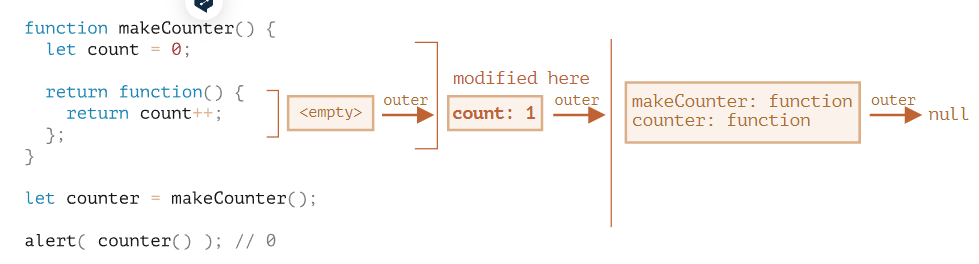 function makeCounter() {
let count = 0;
return function() {
return count++;
};
}
let counter = makeCounter();
alert( counter() ); // 0
<empty>
outer
modified here
count: 1
outer
makeCounter: function
counter: function
outer
null